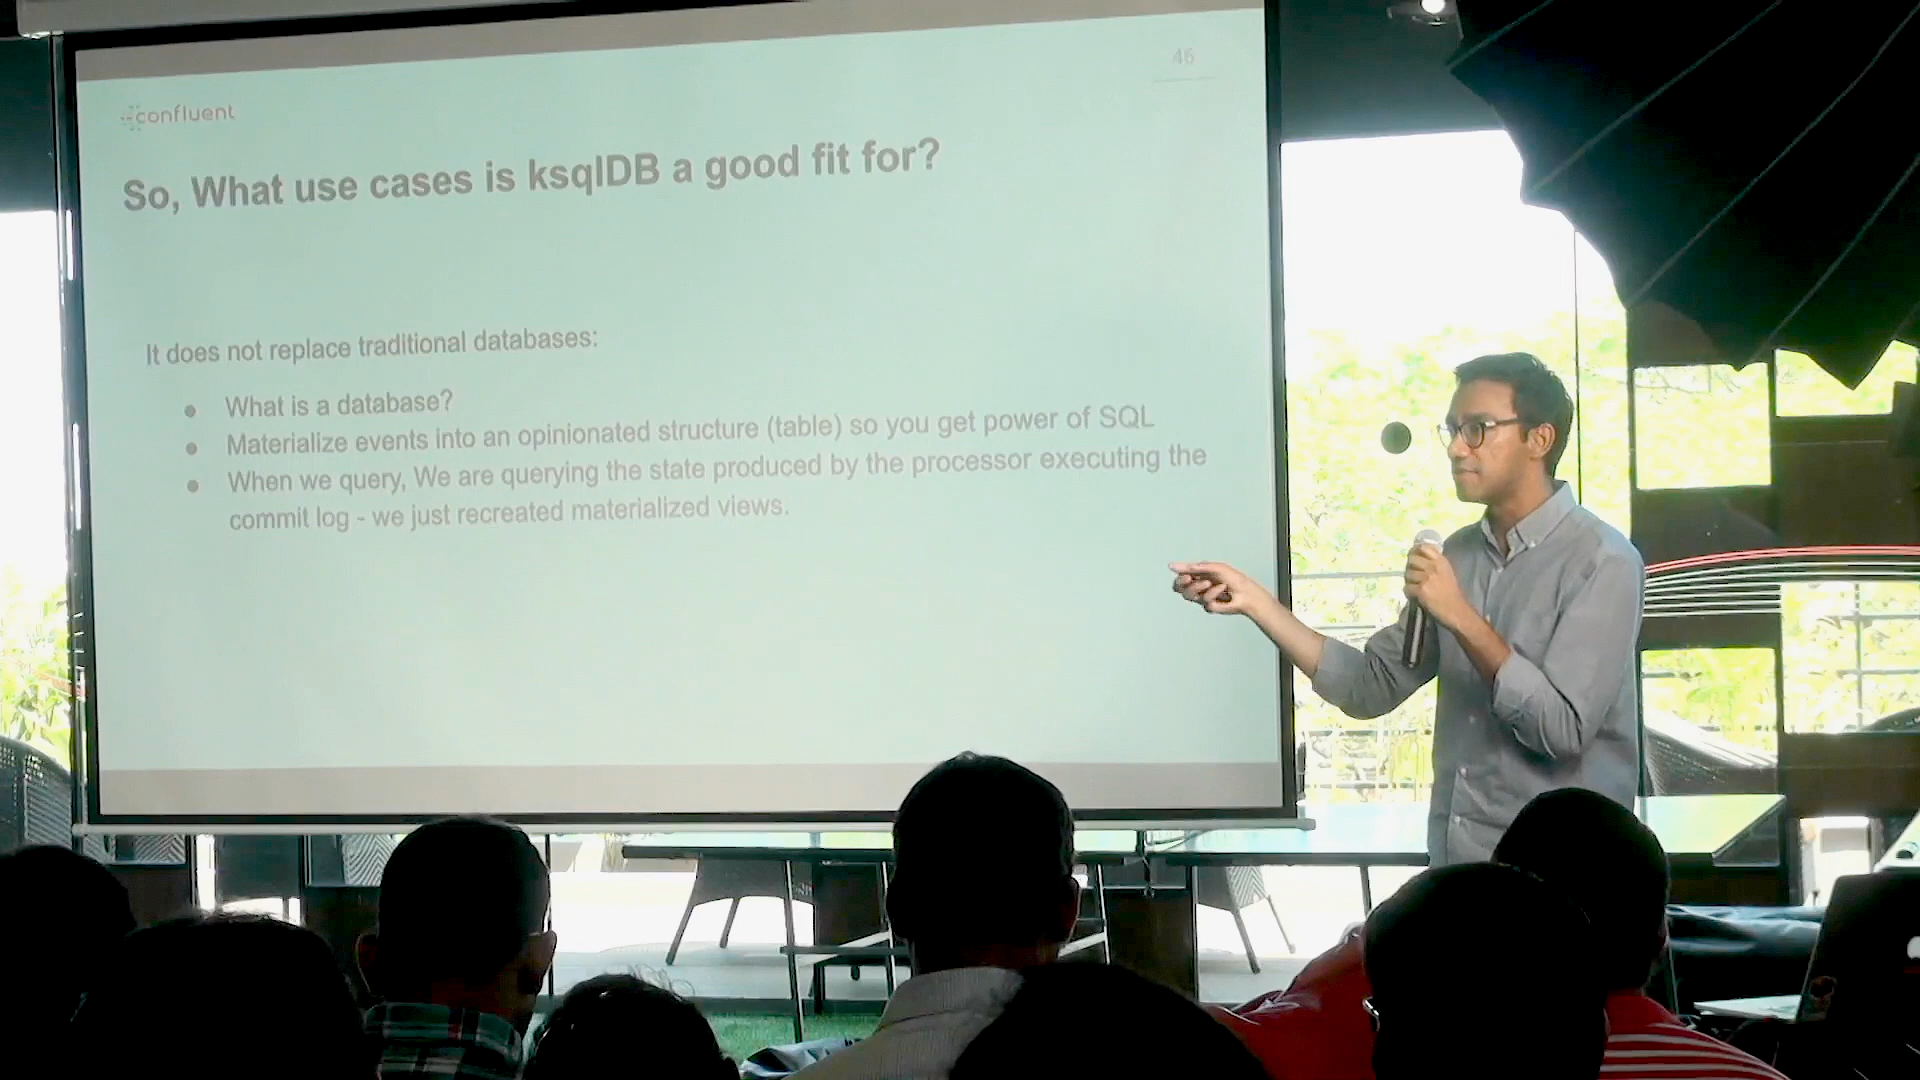 46
confluent
So, What use cases is ksqlDB a good fit for?
It does not replace traditional databases:
● What is a database?
● Materialize events into an opinionated structure (table) so you get power of SQL
● When we query, We are querying the state produced by the processor executing the
commit log - we just recreated materialized views.